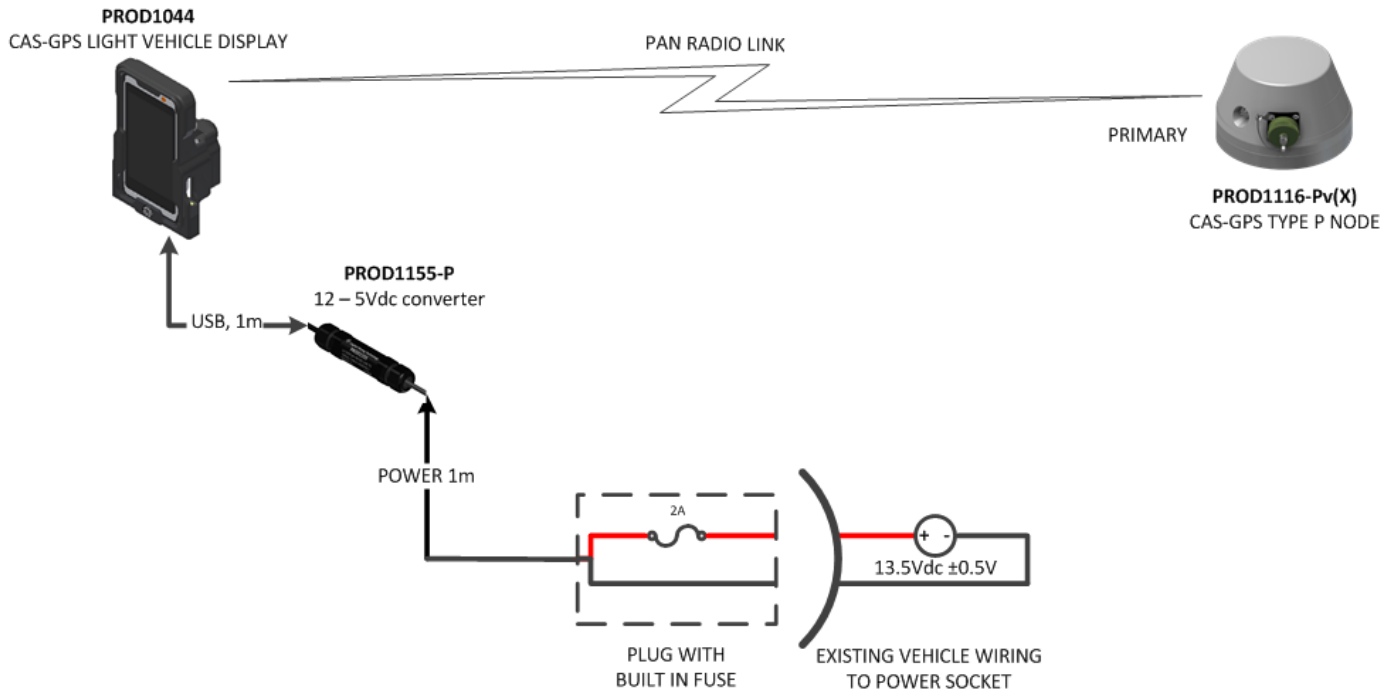 PROD1044
CAS-GPS LIGHT VEHICLE DISPLAY
PAN RADIO LINK
PRIMARY
PROD1116-Pv(X)
CAS-GPS TYPE P NODE
PROD1155-P
12 – 5Vdc converter
USB, 1m
POWER 1m
2A
+ -
13.5Vdc ±0.5V
PLUG WITH
BUILT IN FUSE
EXISTING VEHICLE WIRING
TO POWER SOCKET